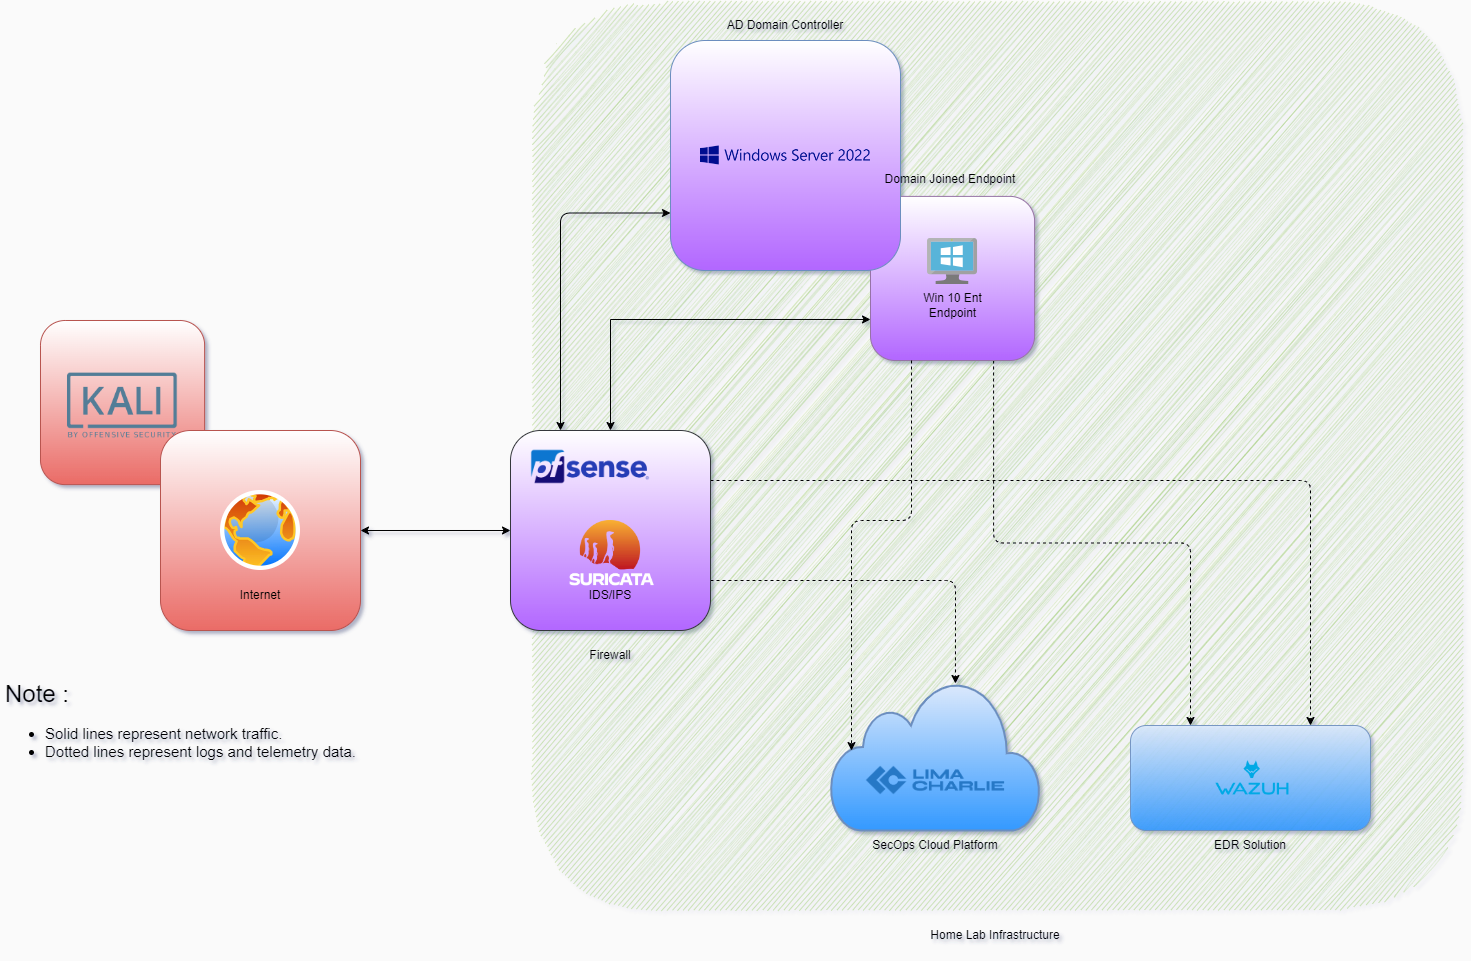 AD Domain Controller
Windows Server 2022
Domain Joined Endpoint
Win 10 Ent
Endpoint
KALI
BY OFFENSIVE SECURITY
Internet
pfsense
SURICATA
IDS/IPS
Firewall
Note :
Solid lines represent network traffic.
Dotted lines represent logs and telemetry data.
LIMA
CHARLIE
SecOps Cloud Platform
WAZUH
EDR Solution
Home Lab Infrastructure